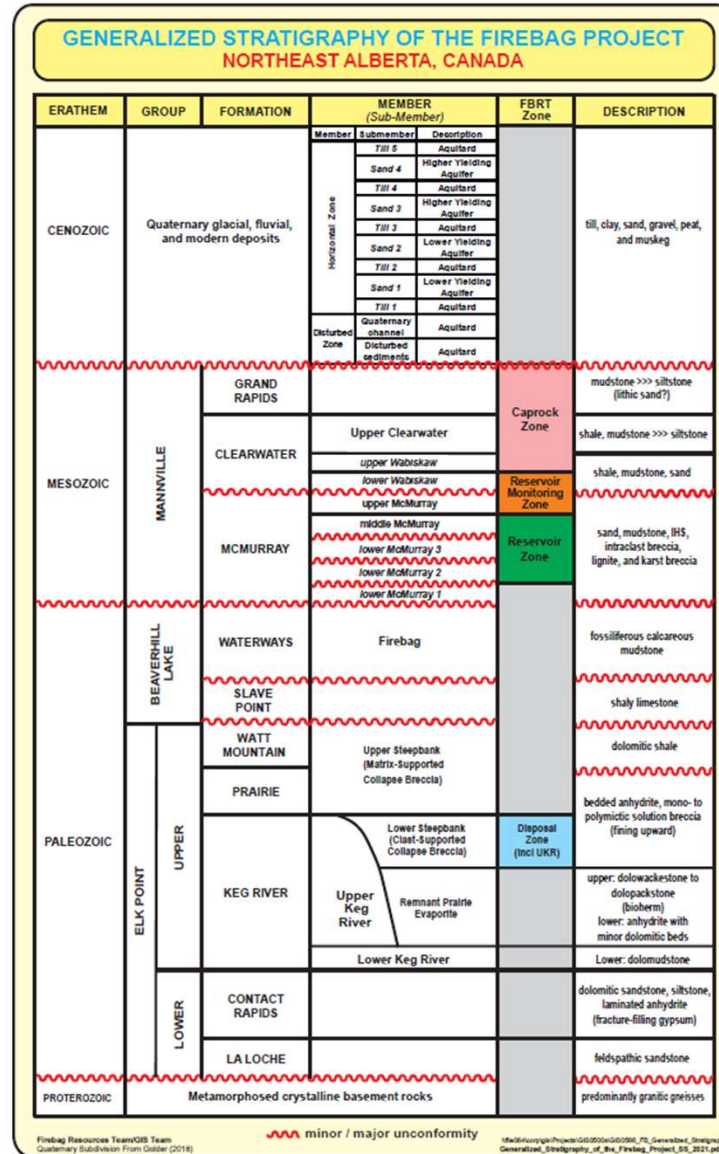 GENERALIZED STRATIGRAPHY OF THE FIREBAG PROJECT
NORTHEAST ALBERTA, CANADA
ERATHEM
GROUP
FORMATION
MEMBER
(Sub-Member)
FBRT
Zone
DESCRIPTION
CENOZOIC
Quaternary glacial, fluvial,
and modern deposits
Member Submember Description
Horizontal Zone
Till 5 Aquitard
Sand 4 Higher Yielding
Aquifer
Till 4 Aquitard
Sand 3 Higher Yielding
Aquifer
Till 3 Aquitard
Sand 2 Lower Yielding
Aquifer
Till 2 Aquitard
Sand 1 Lower Yielding
Aquifer
Till 1 Aquitard
Disturbed
Zone
Quaternary
channel
Aquitard
Disturbed
sediments
Aquitard
till, clay, sand, gravel, peat,
and muskeg
MESOZOIC
MANNVILLE
GRAND
RAPIDS
Caprock
Zone
mudstone >>> siltstone
(lithic sand?)
CLEARWATER
Upper Clearwater
shale, mudstone >>> siltstone
upper Wabiskaw
lower Wabiskaw
Reservoir
Monitoring
Zone
shale, mudstone, sand
MCMURRAY
upper McMurray
middle McMurray
lower McMurray 3
lower McMurray 2
lower McMurray 1
Reservoir
Zone
sand, mudstone, IHS,
intraclast breccia,
lignite, and karst breccia
PALEOZOIC
BEAVERHILL
LAKE
WATERWAYS
Firebag
fossiliferous calcareous
mudstone
SLAVE
POINT
shaly limestone
ELK POINT
UPPER
WATT
MOUNTAIN
Upper Steepbank
(Matrix-Supported
Collapse Breccia)
dolomitic shale
PRAIRIE
bedded anhydrite, mono- to
polymictic solution breccia
(fining upward)
KEG RIVER
Lower Steepbank
(Clast-Supported
Collapse Breccia)
Disposal
Zone
(incl UKR)
Upper
Keg
River
Remnant Prairie
Evaporite
upper: dolowackestone to
dolopackstone
(bioherm)
lower: anhydrite with
minor dolomitic beds
Lower Keg River
Lower: dolomudstone
LOWER
CONTACT
RAPIDS
dolomitic sandstone, siltstone,
laminated anhydrite
(fracture-filling gypsum)
LA LOCHE
feldspathic sandstone
PROTEROZOIC
Metamorphosed crystalline basement rocks
predominantly granitic gneisses
minor / major unconformity
Firebag Resources Team/GIS Team
Quaternary Subdivision From Golder (2018)